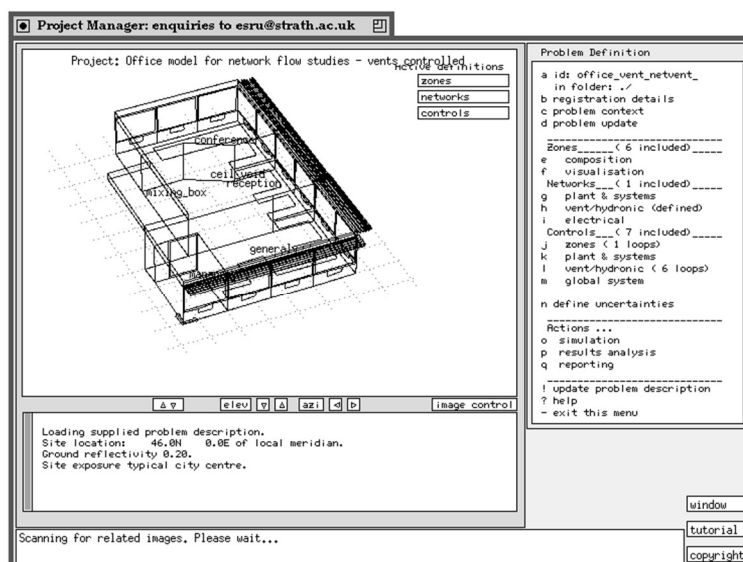 Project Manager: enquiries to esru@strath.ac.uk
Project: Office model for network flow studies - vents controlled
Active definitions
zones
networks
controls
conference
ceil_void
reception
mixing_box
general
elev
azi
image control
Loading supplied problem description.
Site location: 46.0N 0.0E of local meridian.
Ground reflectivity 0.20.
Site exposure typical city centre.
Scanning for related images. Please wait...
Problem Definition
a id: office_vent_netvent_
in folder: ./
b registration details
c problem context
d problem update
Zones_____( 6 included)_____
e composition
f visualisation
Networks___( 1 included)_____
g plant & systems
h vent/hydronic (defined)
i electrical
Controls___( 7 included)_____
j zones ( 1 loops)
k plant & systems
l vent/hydronic ( 6 loops)
m global system
n define uncertainties
Actions ...
o simulation
p results analysis
q reporting
! update problem description
? help
- exit this menu
window
tutorial
copyright